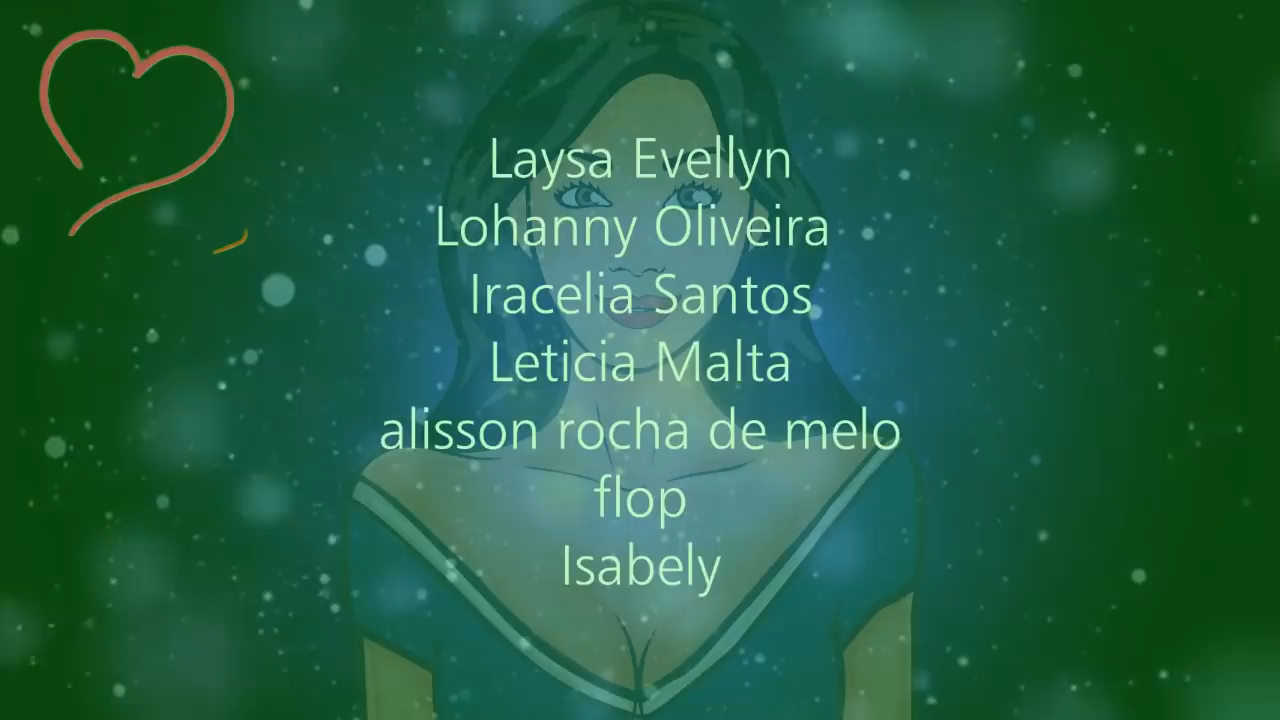 Laysa Evellyn
Lohanny Oliveira
Iracelia Santos
Leticia Malta
alisson rocha de melo
flop
Isabely